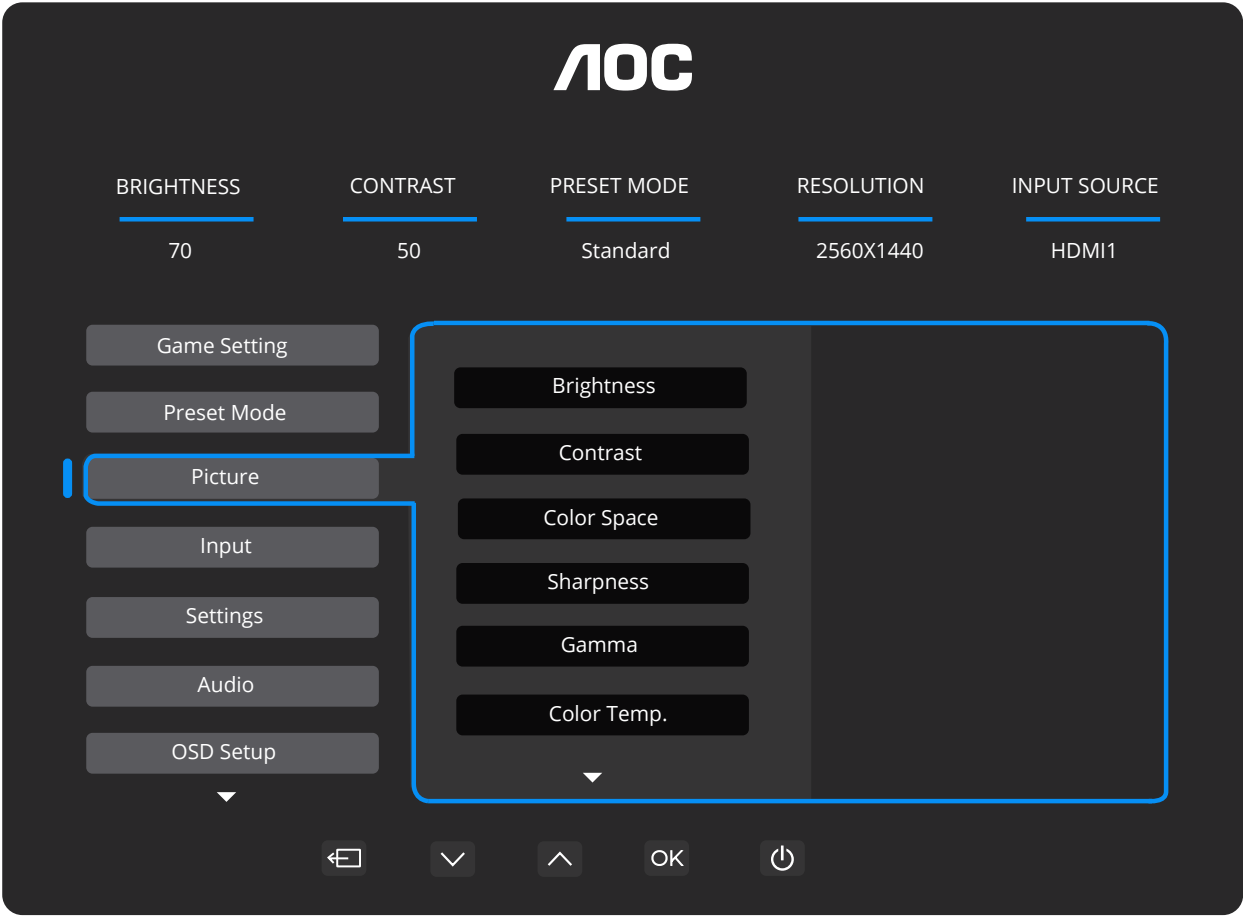 AOC
BRIGHTNESS CONTRAST PRESET MODE RESOLUTION INPUT SOURCE
70 50 Standard 2560X1440 HDMI1
Game Setting
Preset Mode
Picture
Input
Settings
Audio
OSD Setup
Brightness
Contrast
Color Space
Sharpness
Gamma
Color Temp.
OK